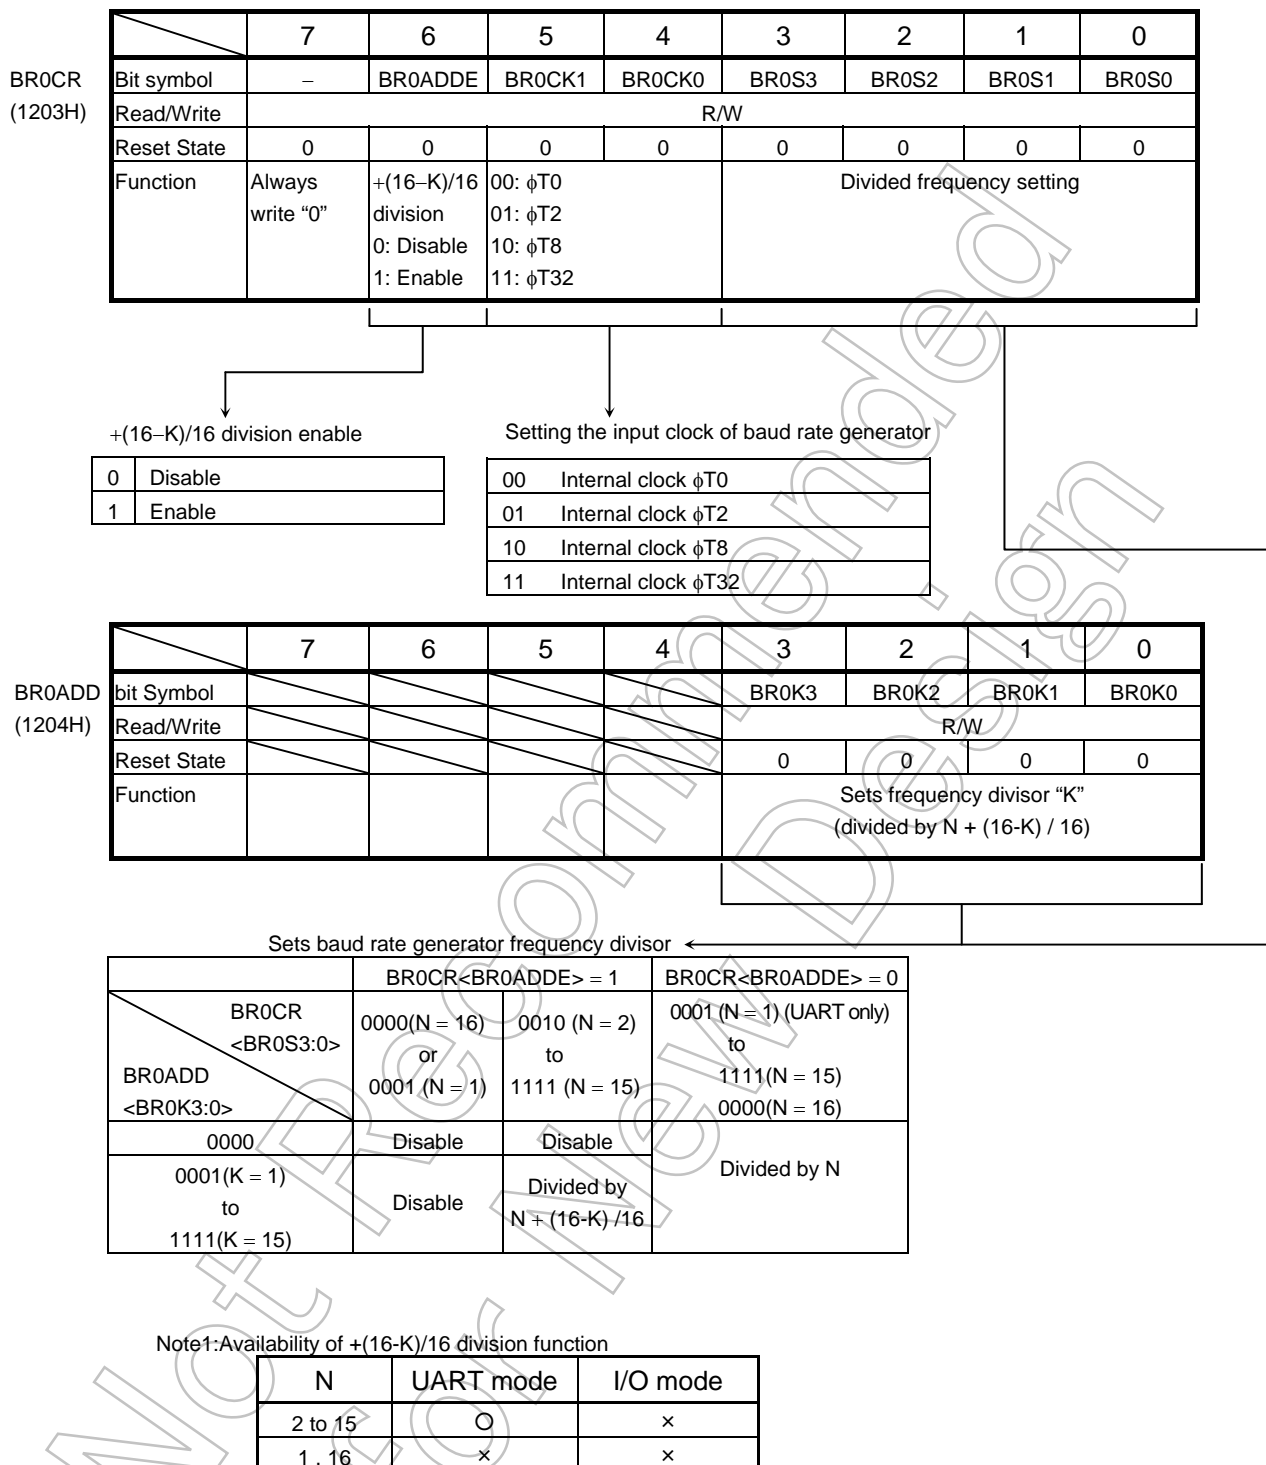 7 6 5 4 3 2 1 0
BR0CR
(1203H)
Bit symbol – BR0ADDE BR0CK1 BR0CK0 BR0S3 BR0S2 BR0S1 BR0S0
Read/Write R/W
Reset State 0 0 0 0 0 0 0 0
Function Always +(16–K)/16 00: ϕT0 Divided frequency setting
write “0” division 01: ϕT2
0: Disable 10: ϕT8
1: Enable 11: ϕT32
+(16–K)/16 division enable
0 Disable
1 Enable
Setting the input clock of baud rate generator
00 Internal clock ϕT0
01 Internal clock ϕT2
10 Internal clock ϕT8
11 Internal clock ϕT32
7 6 5 4 3 2 1 0
BR0ADD
(1204H)
bit Symbol BR0K3 BR0K2 BR0K1 BR0K0
Read/Write R/W
Reset State 0 0 0 0
Function Sets frequency divisor “K”
(divided by N + (16-K) / 16)
Sets baud rate generator frequency divisor
BR0CR<BR0ADDE> = 1 BR0CR<BR0ADDE> = 0
BR0CR
<BR0S3:0>
BR0ADD
<BR0K3:0>
0000(N = 16)
or
0001 (N = 1)
0010 (N = 2)
to
1111 (N = 15)
0001 (N = 1) (UART only)
to
1111(N = 15)
0000(N = 16)
0000 Disable Disable
0001(K = 1)
to
1111(K = 15)
Disable
Divided by
N + (16-K) /16
Divided by N
Note1:Availability of +(16-K)/16 division function
N UART mode I/O mode
2 to 15 ○ ×
1 , 16 × ×
Not Recommended
for New Design